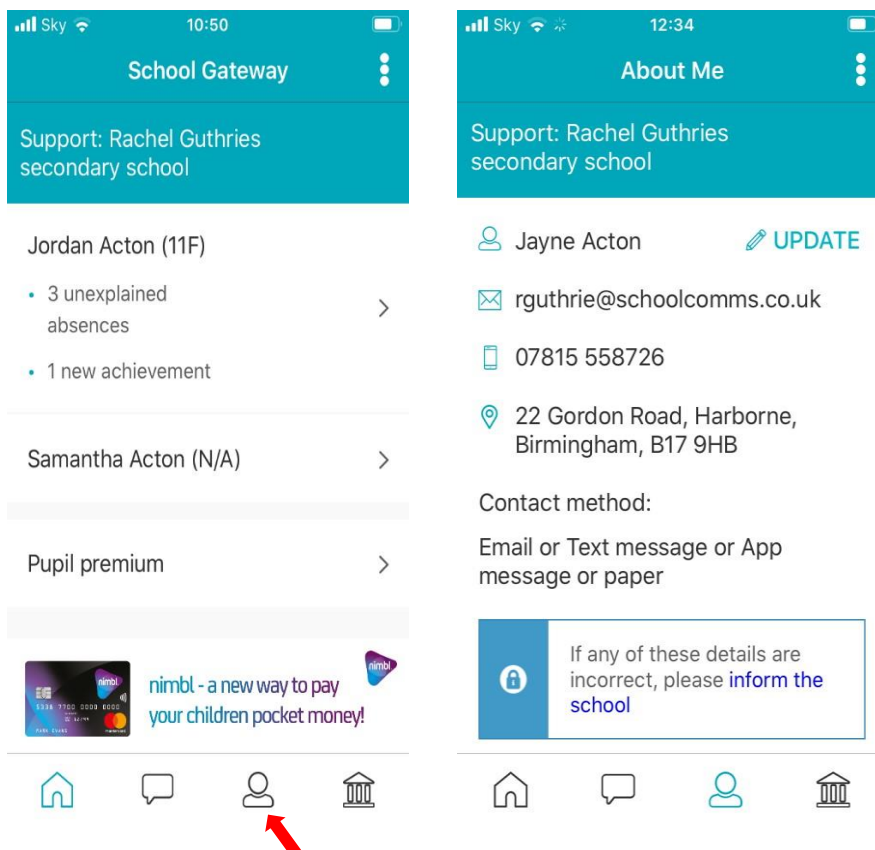 Sky 10:50
School Gateway
Support: Rachel Guthries
secondary school
Jordan Acton (11F)
• 3 unexplained
absences
• 1 new achievement
Samantha Acton (N/A)
Pupil premium
nimbl
nimbl - a new way to pay
your children pocket money!
nimbl
Sky 12:34
About Me
Support: Rachel Guthries
secondary school
Jayne Acton
UPDATE
rguthrie@schoolcomms.co.uk
07815 558726
22 Gordon Road, Harborne,
Birmingham, B17 9HB
Contact method:
Email or Text message or App
message or paper
If any of these details are
incorrect, please inform the
school